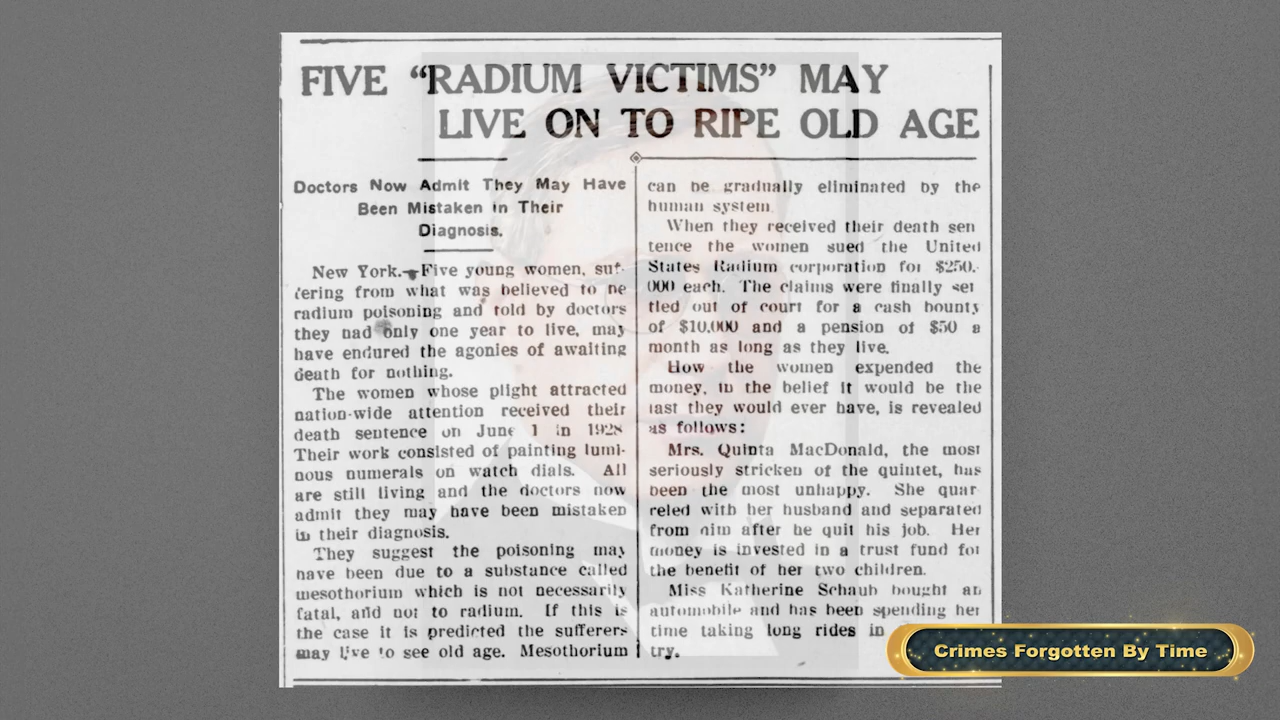 FIVE “RADIUM VICTIMS” MAY
LIVE ON TO RIPE OLD AGE
Doctors Now Admit They May Have
Been Mistaken in Their
Diagnosis.
New York.—Five young women, suf-
fering from what was believed to be
radium poisoning and told by doctors
they had only one year to live, may
have endured the agonies of awaiting
death for nothing.
The women whose plight attracted
nation-wide attention received their
death sentence on June 1 in 1928
Their work consisted of painting lumi-
nous numerals on watch dials. All
are still living and the doctors now
admit they may have been mistaken
in their diagnosis.
They suggest the poisoning may
have been due to a substance called
mesothorium which is not necessarily
fatal, and not to radium. If this is
the case it is predicted the sufferers
may live to see old age. Mesothorium
can be gradually eliminated by the
human system.
When they received their death sen
tence the women sued the United
States Radium corporation for $250,-
000 each. The claims were finally set
tled out of court for a cash bounty
of $10,000 and a pension of $50 a
month as long as they live.
How the women expended the
money, in the belief it would be the
last they would ever have, is revealed
as follows:
Mrs. Quinta MacDonald, the most
seriously stricken of the quintet, has
been the most unhappy. She quar
reled with her husband and separated
from him after he quit his job. Her
money is invested in a trust fund for
the benefit of her two children.
Miss Katherine Schaub bought an
automobile and has been spending her
time taking long rides in
try.
Crimes Forgotten By Time